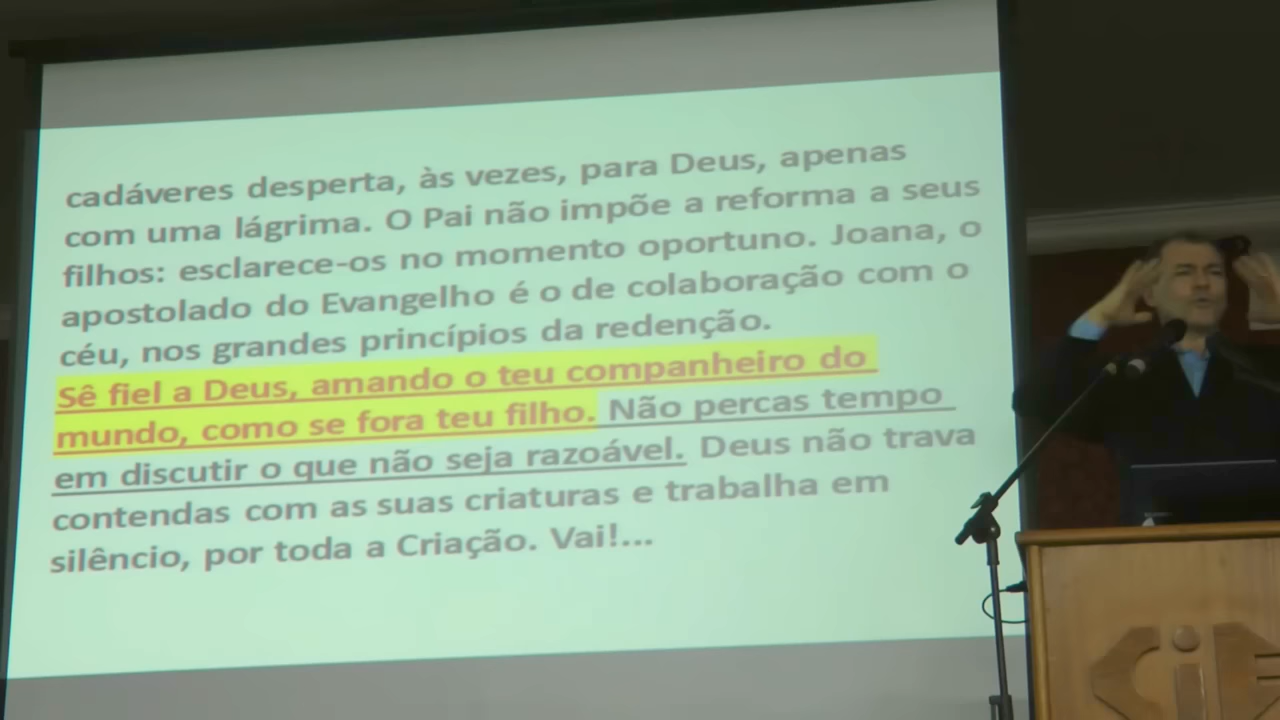 cadáveres desperta, às vezes, para Deus, apenas
com uma lágrima. O Pai não impõe a reforma a seus
filhos: esclarece-os no momento oportuno. Joana, o
apostolado do Evangelho é o de colaboração com o
céu, nos grandes princípios da redenção.
Sê fiel a Deus, amando o teu companheiro do
mundo, como se fora teu filho. Não percas tempo
em discutir o que não seja razoável. Deus não trava
contendas com as suas criaturas e trabalha em
silêncio, por toda a Criação. Vai!...